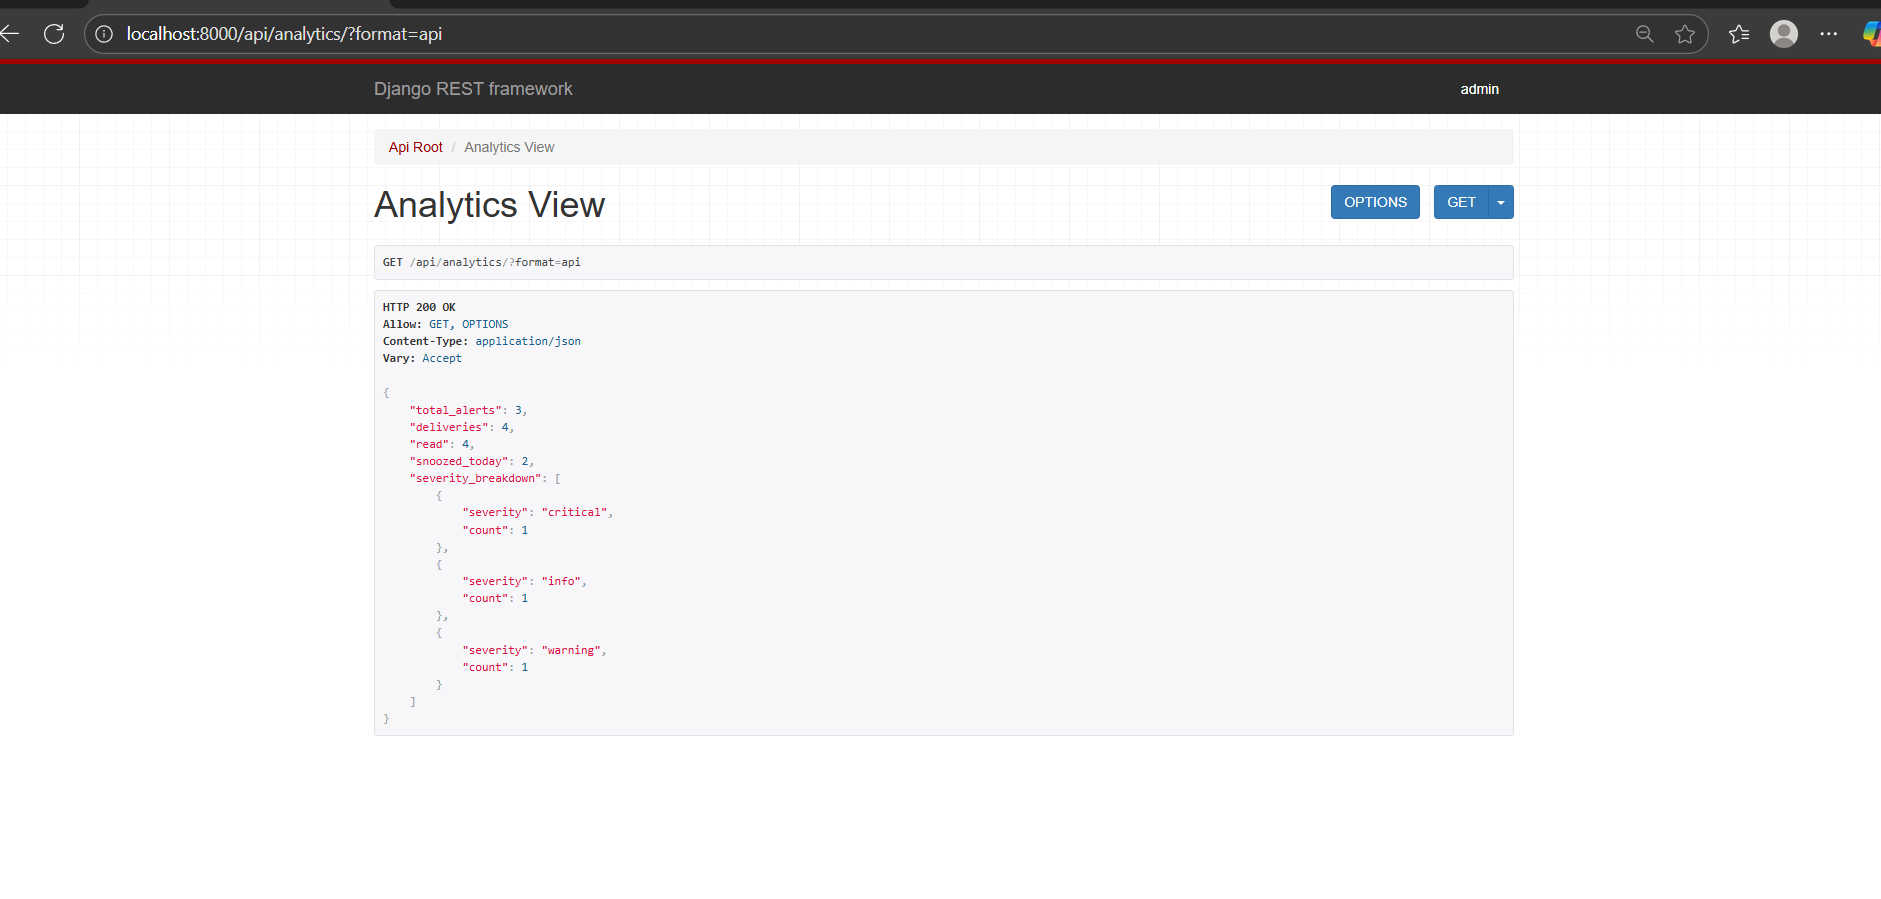 localhost:8000/api/analytics/?format=api
Django REST framework
admin
Api Root / Analytics View
Analytics View
OPTIONS
GET
GET /api/analytics/?format=api
HTTP 200 OK
Allow: GET, OPTIONS
Content-Type: application/json
Vary: Accept
{
"total_alerts": 3,
"deliveries": 4,
"read": 4,
"snoozed_today": 2,
"severity_breakdown": [
{
"severity": "critical",
"count": 1
},
{
"severity": "info",
"count": 1
},
{
"severity": "warning",
"count": 1
}
]
}